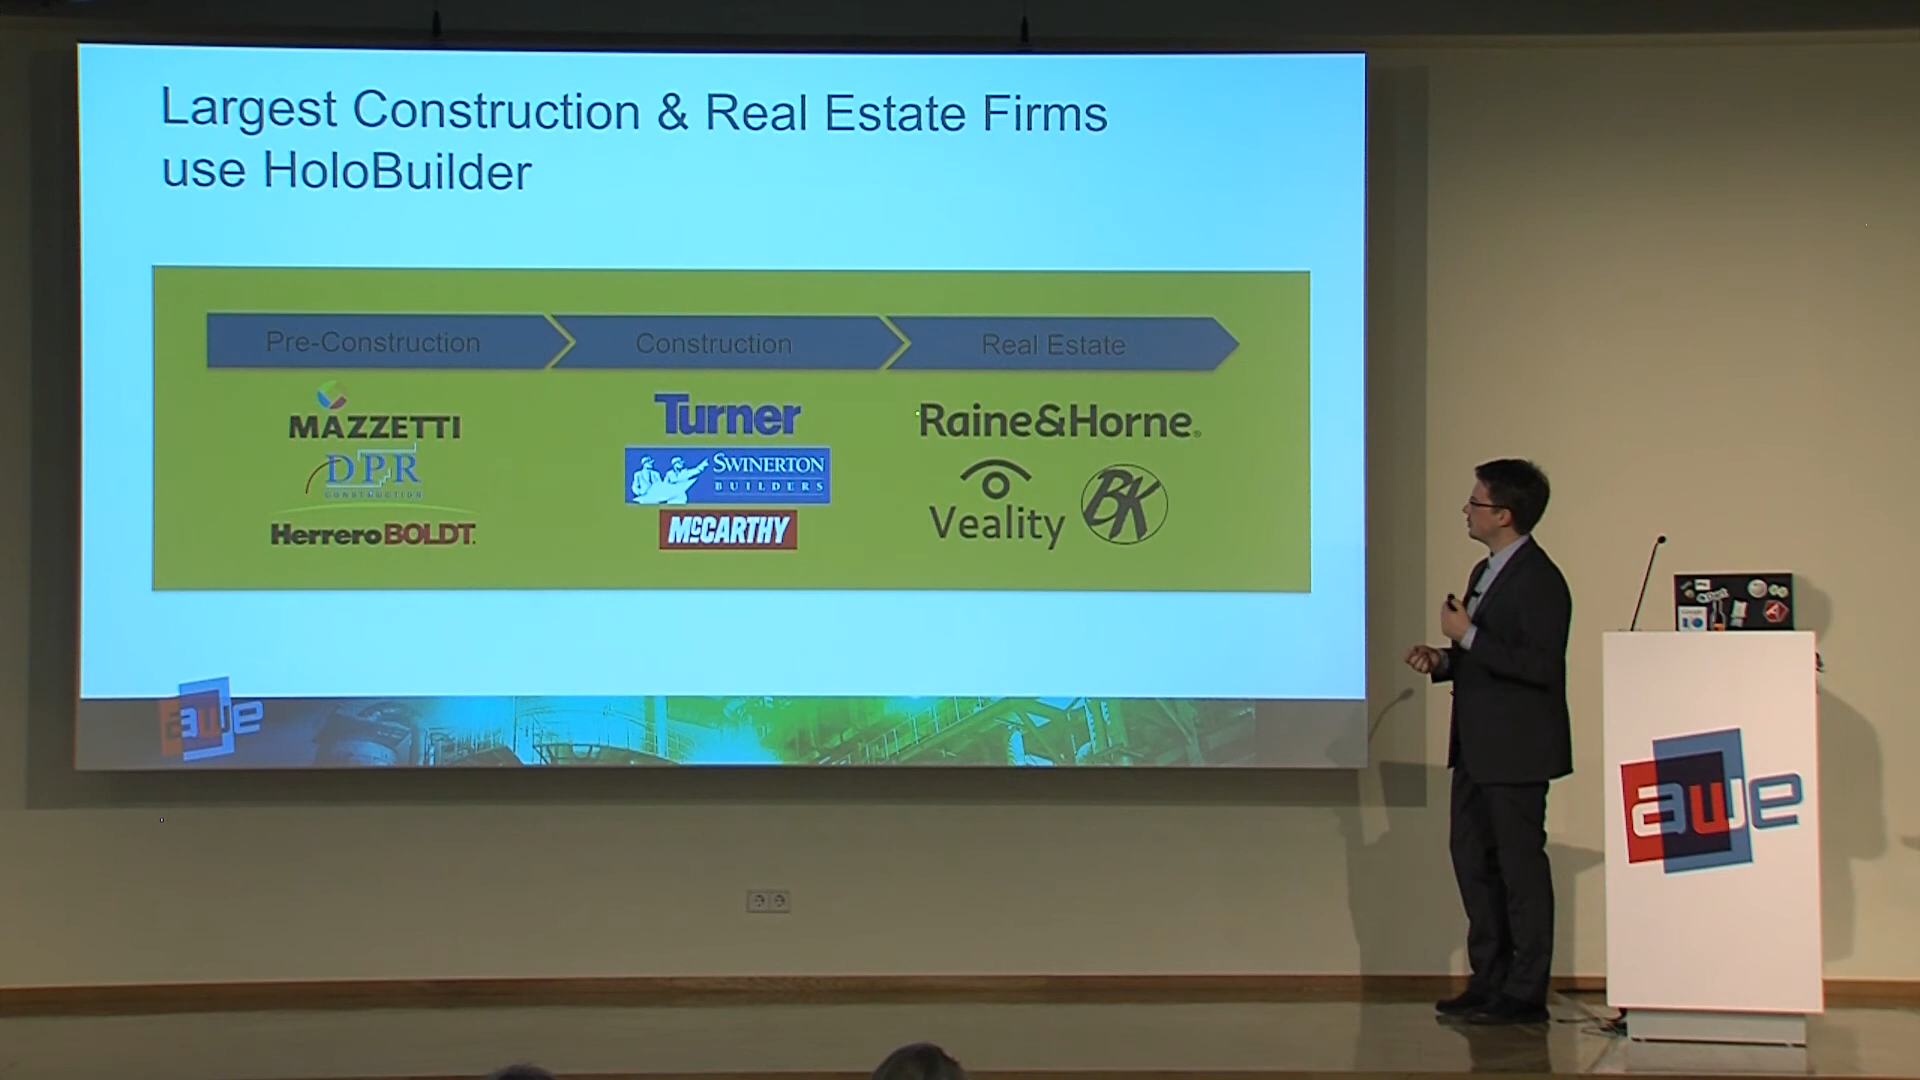 Largest Construction & Real Estate Firms
use HoloBuilder
Pre-Construction
Construction
Real Estate
MAZZETTI
DPR
CONSTRUCTION
HerreroBOLDT.
Turner
SWINERTON
BUILDERS
McCARTHY
Raine&Horne®
Veality
BK
awe
awe